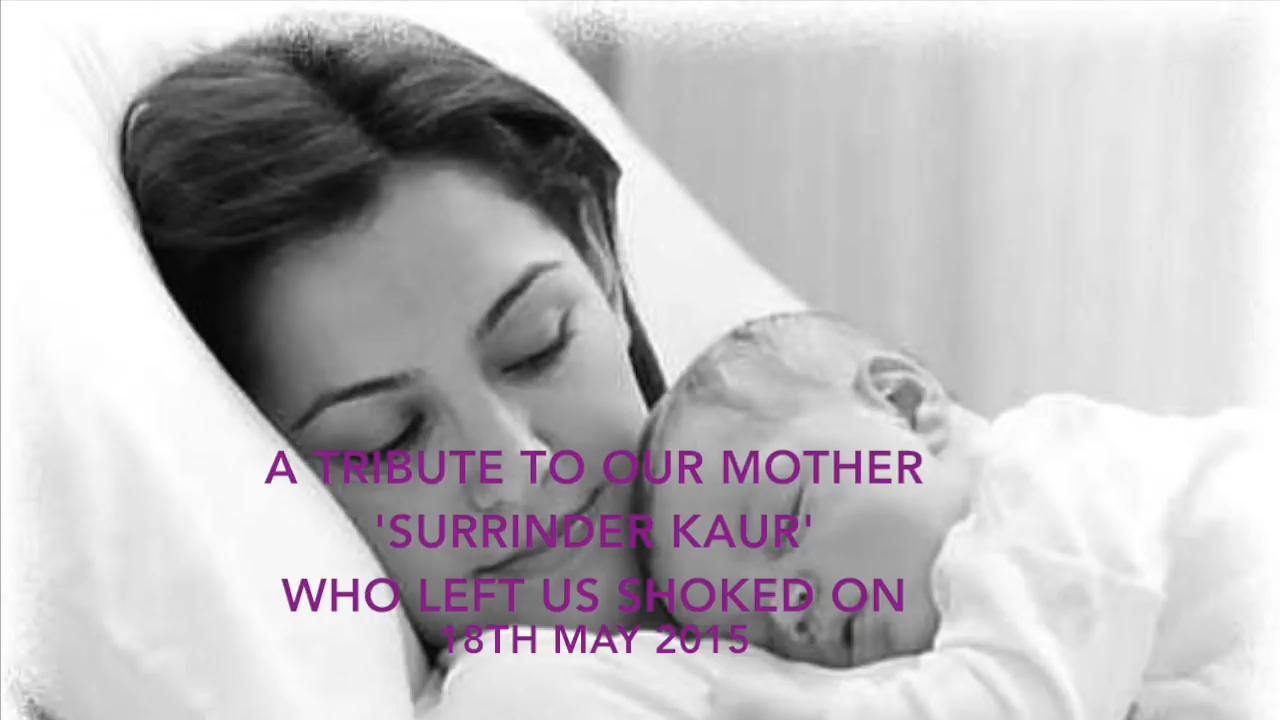 A TRIBUTE TO OUR MOTHER
'SURRINDER KAUR'
WHO LEFT US SHOKED ON
18TH MAY 2015